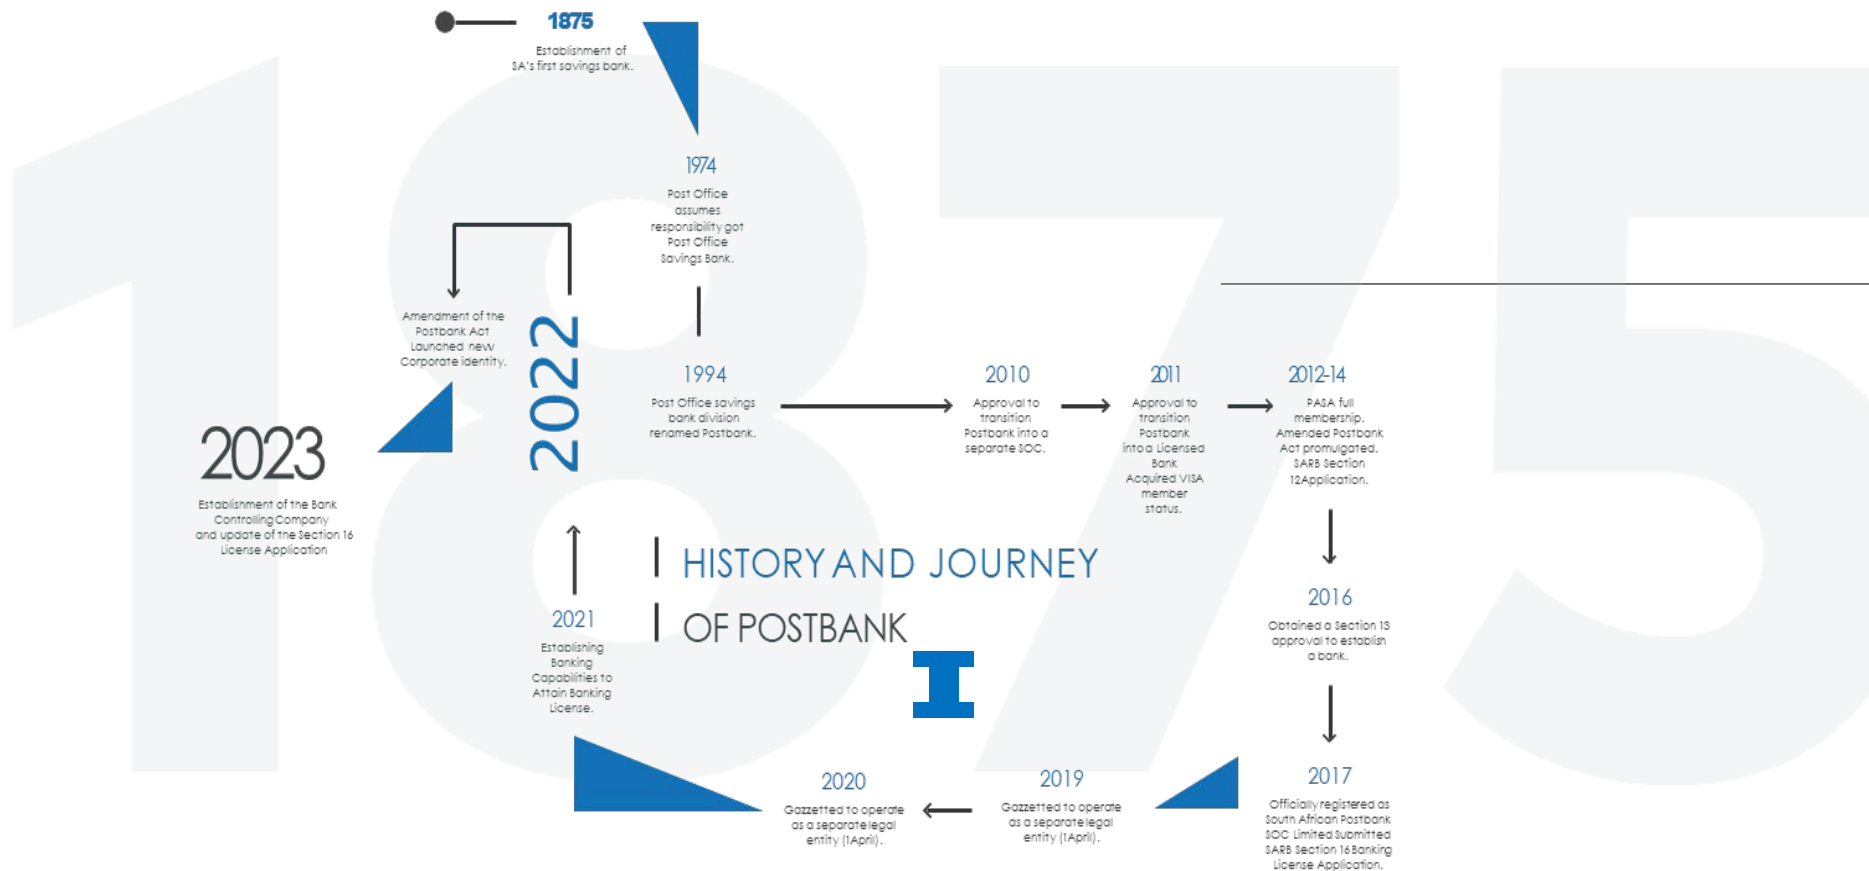 1875
Establishment of
SA's first savings bank.
1974
Post Office
assumes
responsibility got
Post Office
Savings Bank.
1994
Post Office savings
bank division
renamed Postbank.
2010
Approval to
transition
Postbank into a
separate SOC.
2011
Approval to
transition
Postbank
into a Licensed
Bank
Acquired VISA
member
status.
2012-14
PASA full
membership.
Amended Postbank
Act promulgated.
SARB Section
12Application.
2016
Obtained a Section 13
approval to establish
a bank.
2017
Officially registered as
South African Postbank
SOC Limited Submitted
SARB Section 16 Banking
License Application.
2019
Gazzetted to operate
as a separate legal
entity (1April).
2020
Gazzetted to operate
as a separate legal
entity (1April).
2021
Establishing
Banking
Capabilities to
Attain Banking
License.
2022
Amendment of the
Postbank Act
Launched new
Corporate identity.
2023
Establishment of the Bank
Controlling Company
and update of the Section 16
License Application
HISTORY AND JOURNEY
OF POSTBANK
1875